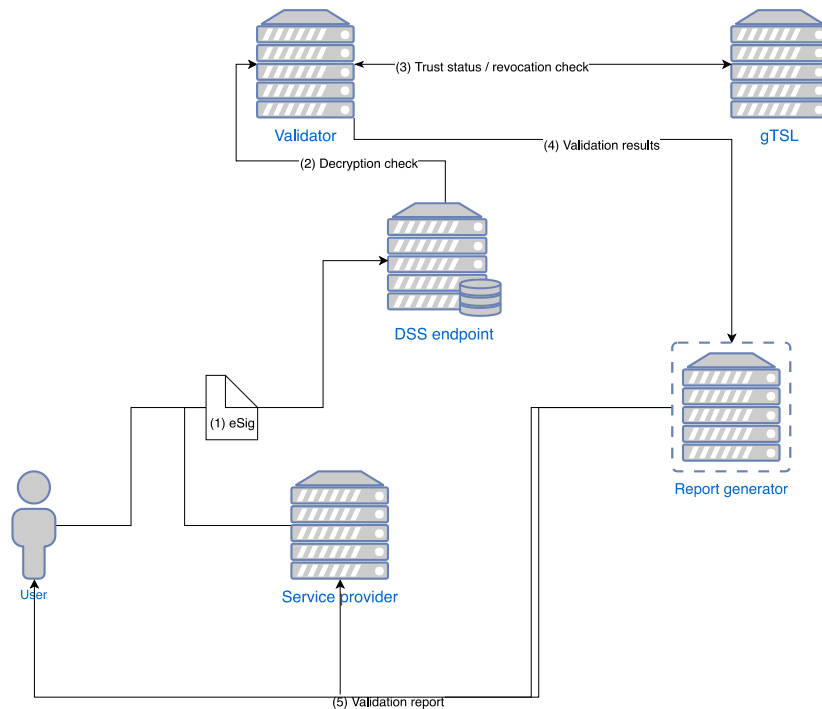 (3) Trust status / revocation check
Validator
gTSL
(4) Validation results
(2) Decryption check
DSS endpoint
(1) eSig
Report generator
User
Service provider
(5) Validation report